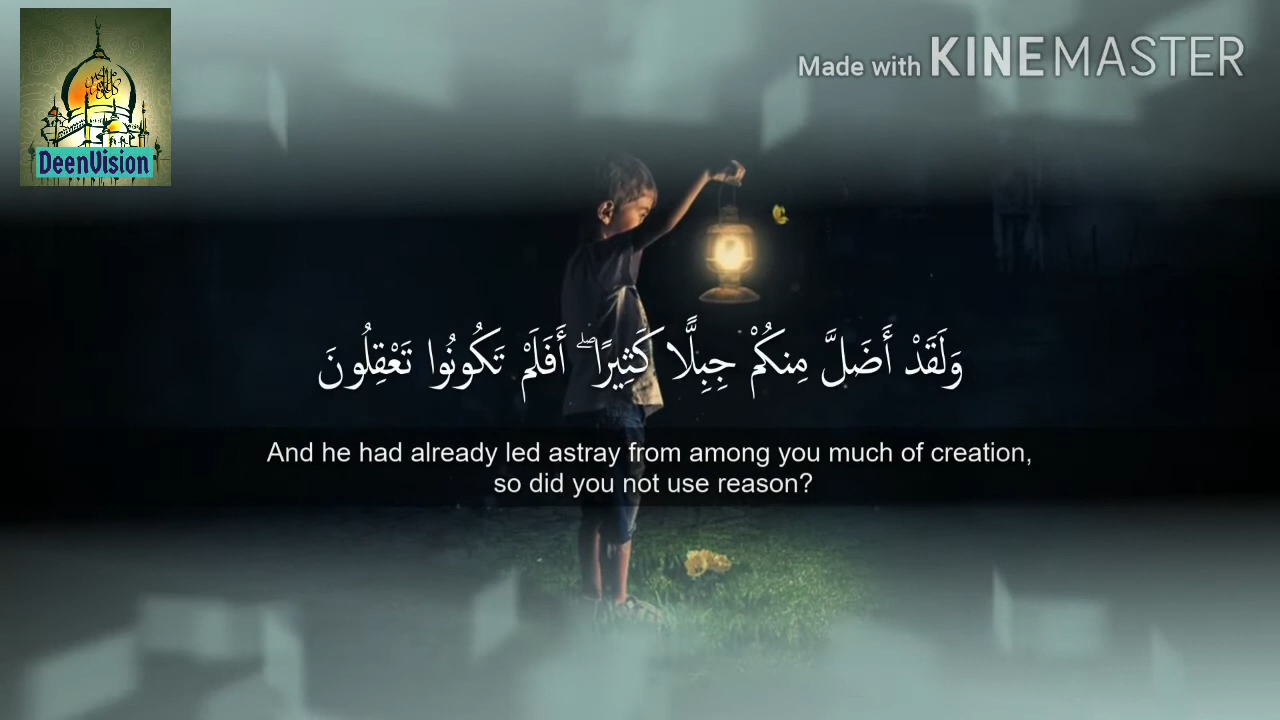 Made with KINEMASTER
DeenVision
وَلَقَدْ أَضَلَّ مِنكُمْ جِبِلًّا كَثِيرًا ۖ أَفَلَمْ تَكُونُوا تَعْقِلُونَ
And he had already led astray from among you much of creation,
so did you not use reason?